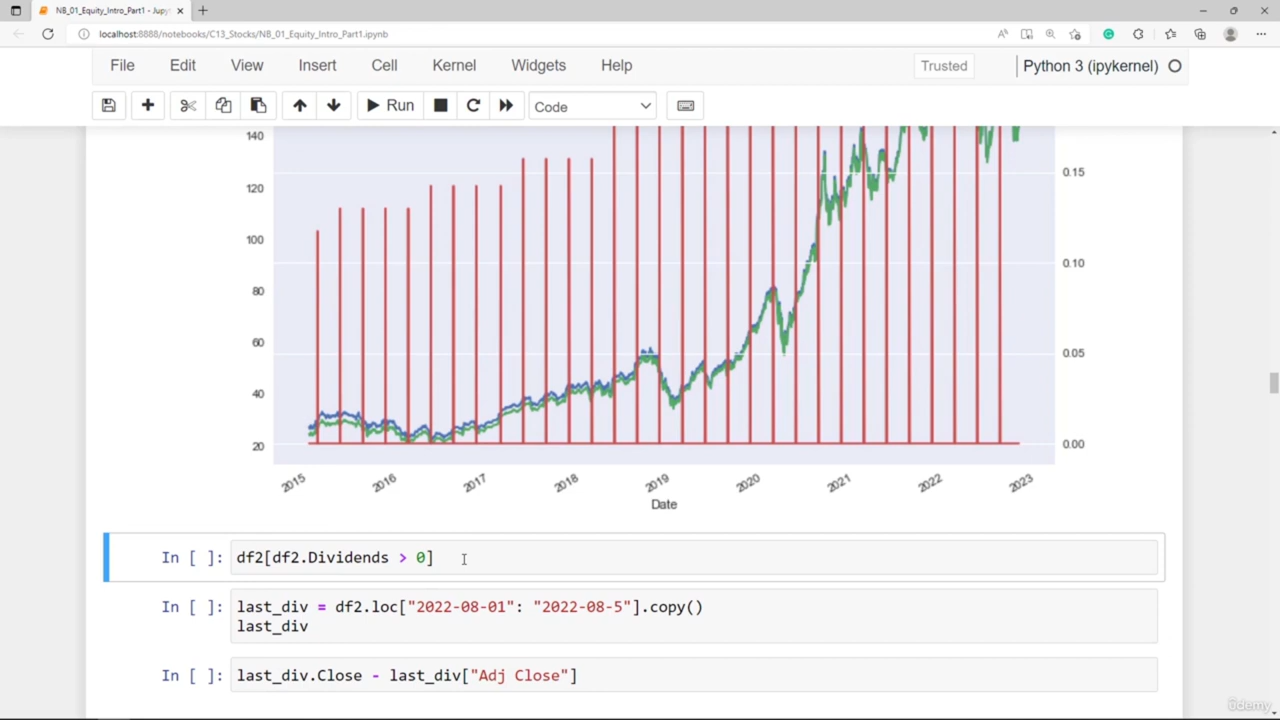 NB_01_Equity_Intro_Part1 - Jupy
localhost:8888/notebooks/C13_Stocks/NB_01_Equity_Intro_Part1.ipynb
File Edit View Insert Cell Kernel Widgets Help Trusted Python 3 (ipykernel)
Run Code
140
120
100
80
60
40
20
0.15
0.10
0.05
0.00
2015 2016 2017 2018 2019 2020 2021 2022 2023
Date
In [ ]: df2[df2.Dividends > 0]
In [ ]: last_div = df2.loc["2022-08-01": "2022-08-5"].copy()
last_div
In [ ]: last_div.Close - last_div["Adj Close"]
ûdemy